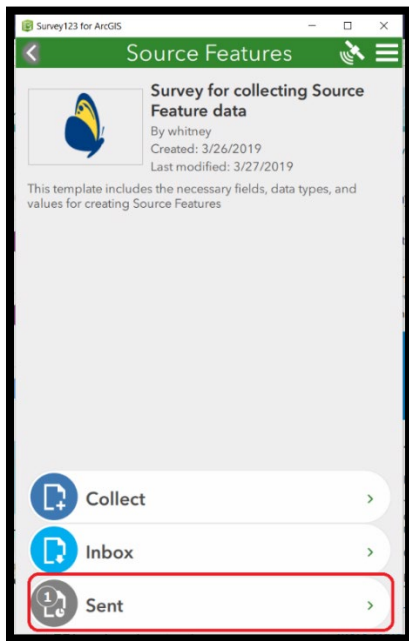 Survey123 for ArcGIS
Source Features
Survey for collecting Source
Feature data
By whitney
Created: 3/26/2019
Last modified: 3/27/2019
This template includes the necessary fields, data types, and
values for creating Source Features
Collect
Inbox
1
Sent